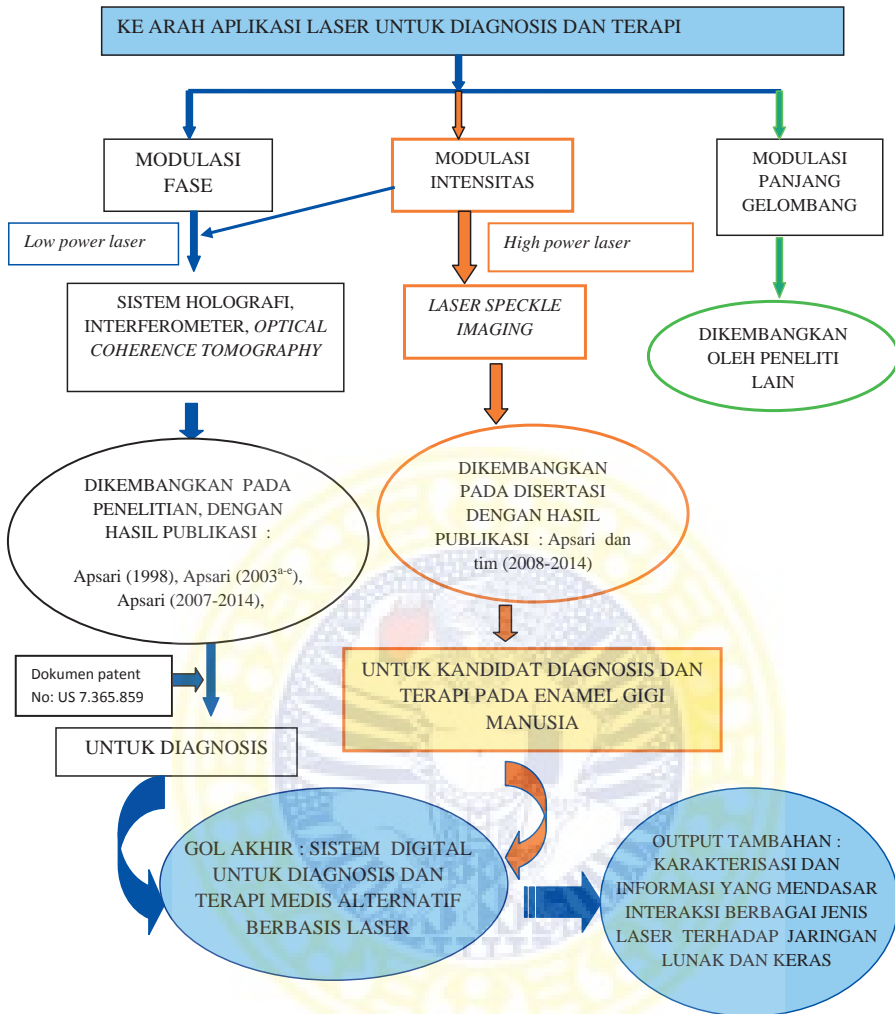 KE ARAH APLIKASI LASER UNTUK DIAGNOSIS DAN TERAPI
MODULASI
FASE
MODULASI
INTENSITAS
MODULASI
PANJANG
GELOMBANG
Low power laser
High power laser
SISTEM HOLOGRAFI,
INTERFEROMETER, OPTICAL
COHERENCE TOMOGRAPHY
LASER SPECKLE
IMAGING
DIKEMBANGKAN
OLEH PENELITI
LAIN
DIKEMBANGKAN PADA
PENELITIAN, DENGAN
HASIL PUBLIKASI :
Apsari (1998), Apsari (2003a-e),
Apsari (2007-2014),
DIKEMBANGKAN
PADA DISERTASI
DENGAN HASIL
PUBLIKASI : Apsari dan
tim (2008-2014)
Dokumen patent
No: US 7.365.859
UNTUK KANDIDAT DIAGNOSIS DAN
TERAPI PADA ENAMEL GIGI
MANUSIA
UNTUK DIAGNOSIS
GOL AKHIR : SISTEM DIGITAL
UNTUK DIAGNOSIS DAN
TERAPI MEDIS ALTERNATIF
BERBASIS LASER
OUTPUT TAMBAHAN :
KARAKTERISASI DAN
INFORMASI YANG MENDASAR
INTERAKSI BERBAGAI JENIS
LASER TERHADAP JARINGAN
LUNAK DAN KERAS